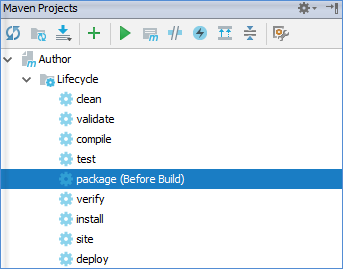 Maven Projects
Author
Lifecycle
clean
validate
compile
test
package (Before Build)
verify
install
site
deploy